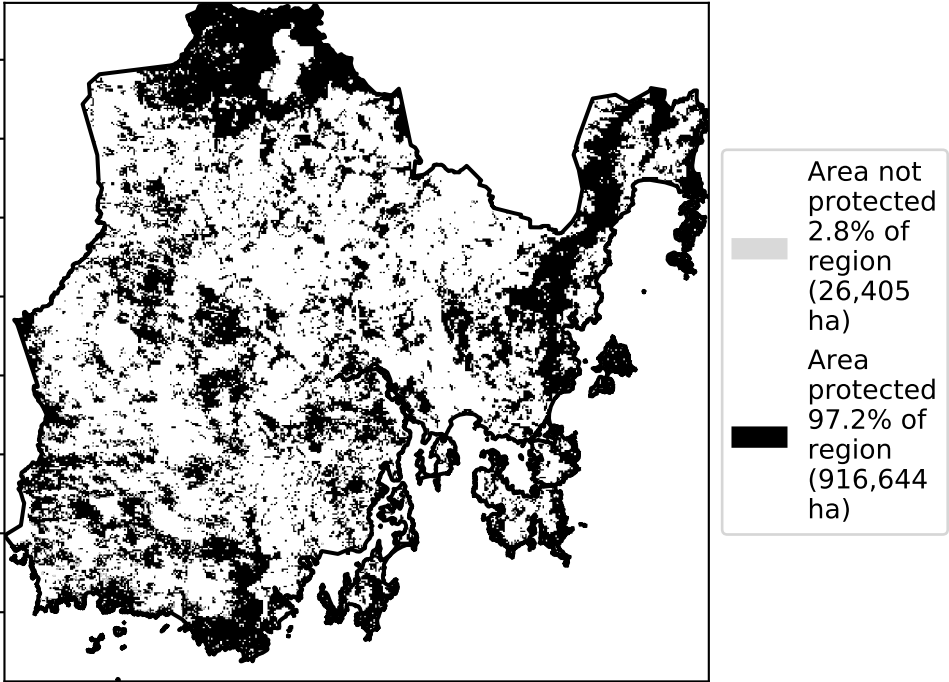 Area not
protected
2.8% of
region
(26,405
ha)
Area
protected
97.2% of
region
(916,644
ha)